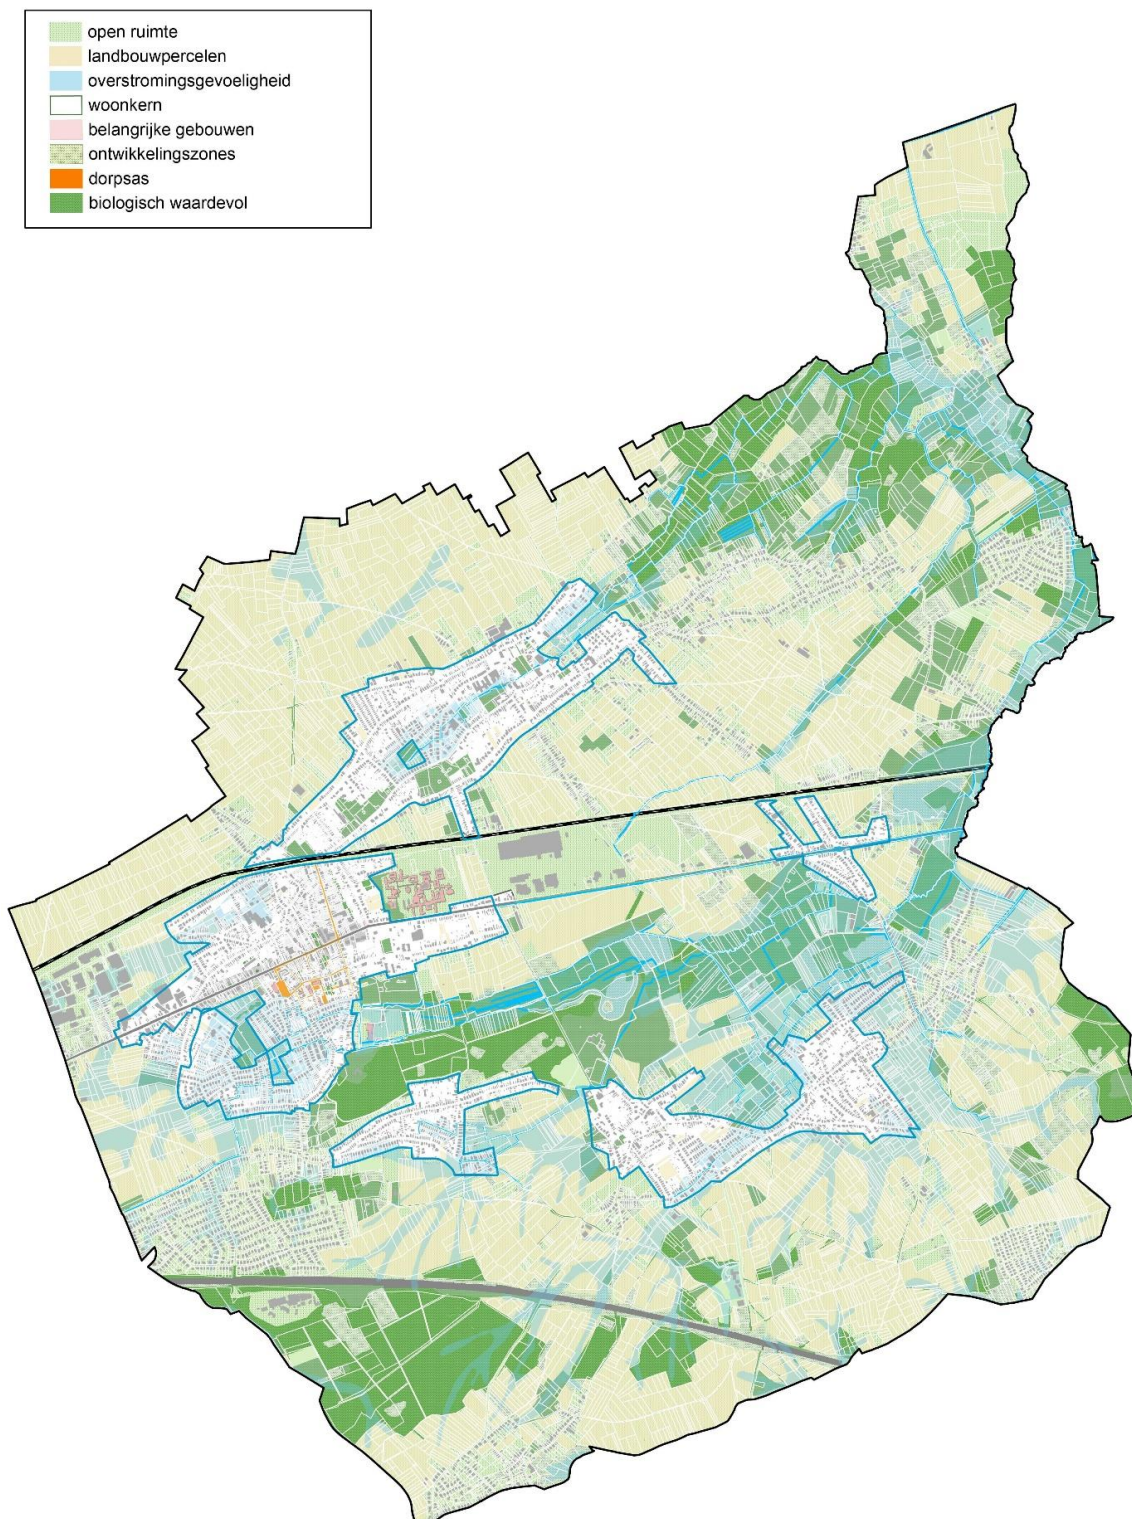 open ruimte
landbouwpercelen
overstromingsgevoeligheid
woonkern
belangrijke gebouwen
ontwikkelingszones
dorpsas
biologisch waardevol